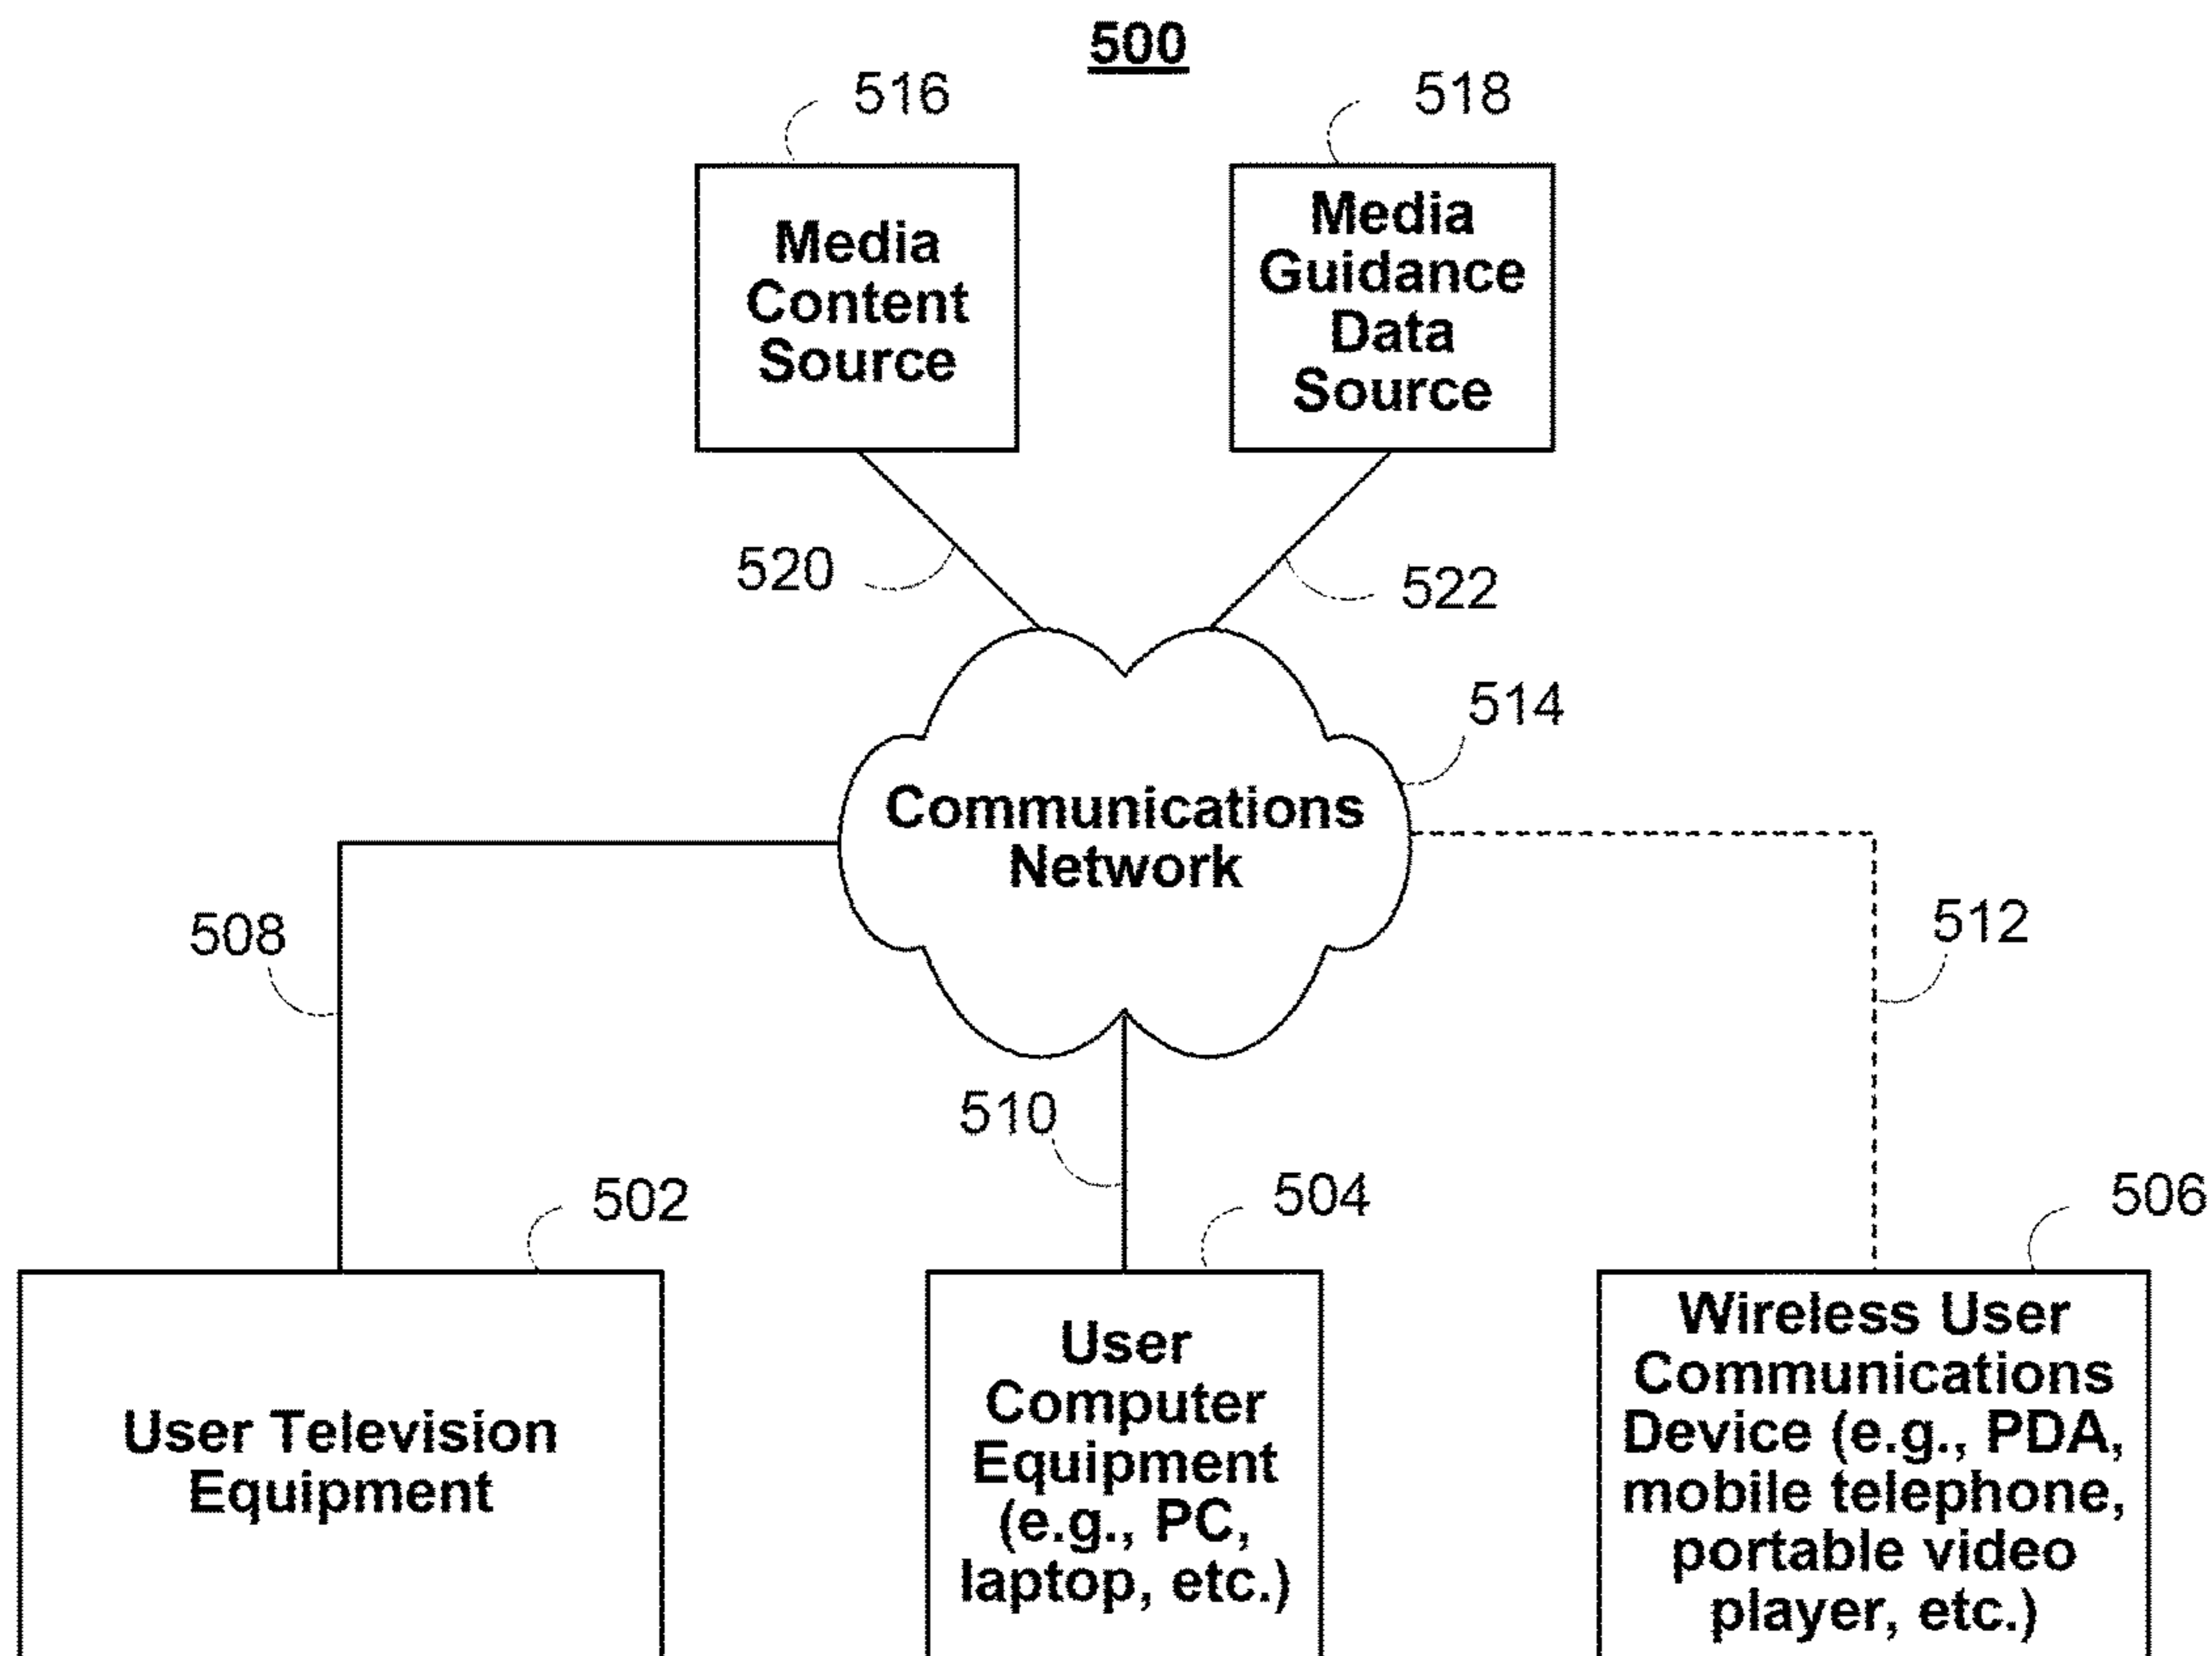 500
516
518
Media
Content
Source
Media
Guidance
Data
Source
520
522
514
Communications
Network
508
512
510
502
504
506
User Television
Equipment
User
Computer
Equipment
(e.g., PC,
laptop, etc.)
Wireless User
Communications
Device (e.g., PDA,
mobile telephone,
portable video
player, etc.)